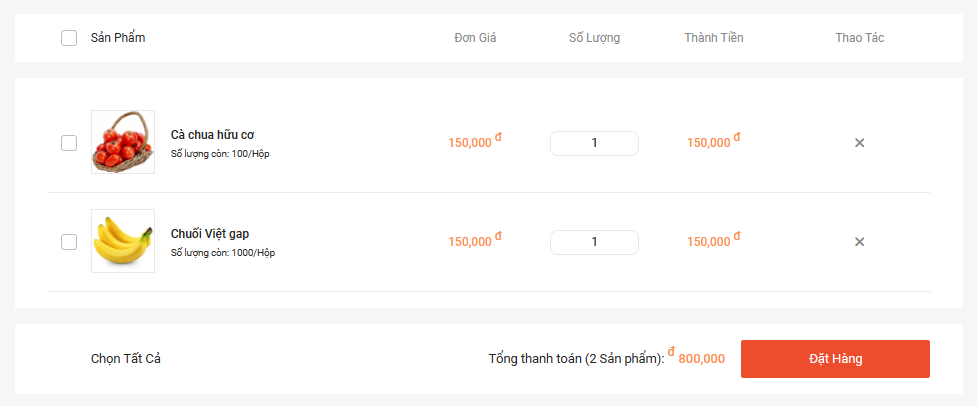 Sản Phẩm Đơn Giá Số Lượng Thành Tiền Thao Tác
Cà chua hữu cơ
Số lượng còn: 100/Hộp
150,000 đ 1 150,000 đ ×
Chuối Việt gap
Số lượng còn: 1000/Hộp
150,000 đ 1 150,000 đ ×
Chọn Tất Cả Tổng thanh toán (2 Sản phẩm): đ 800,000 Đặt Hàng